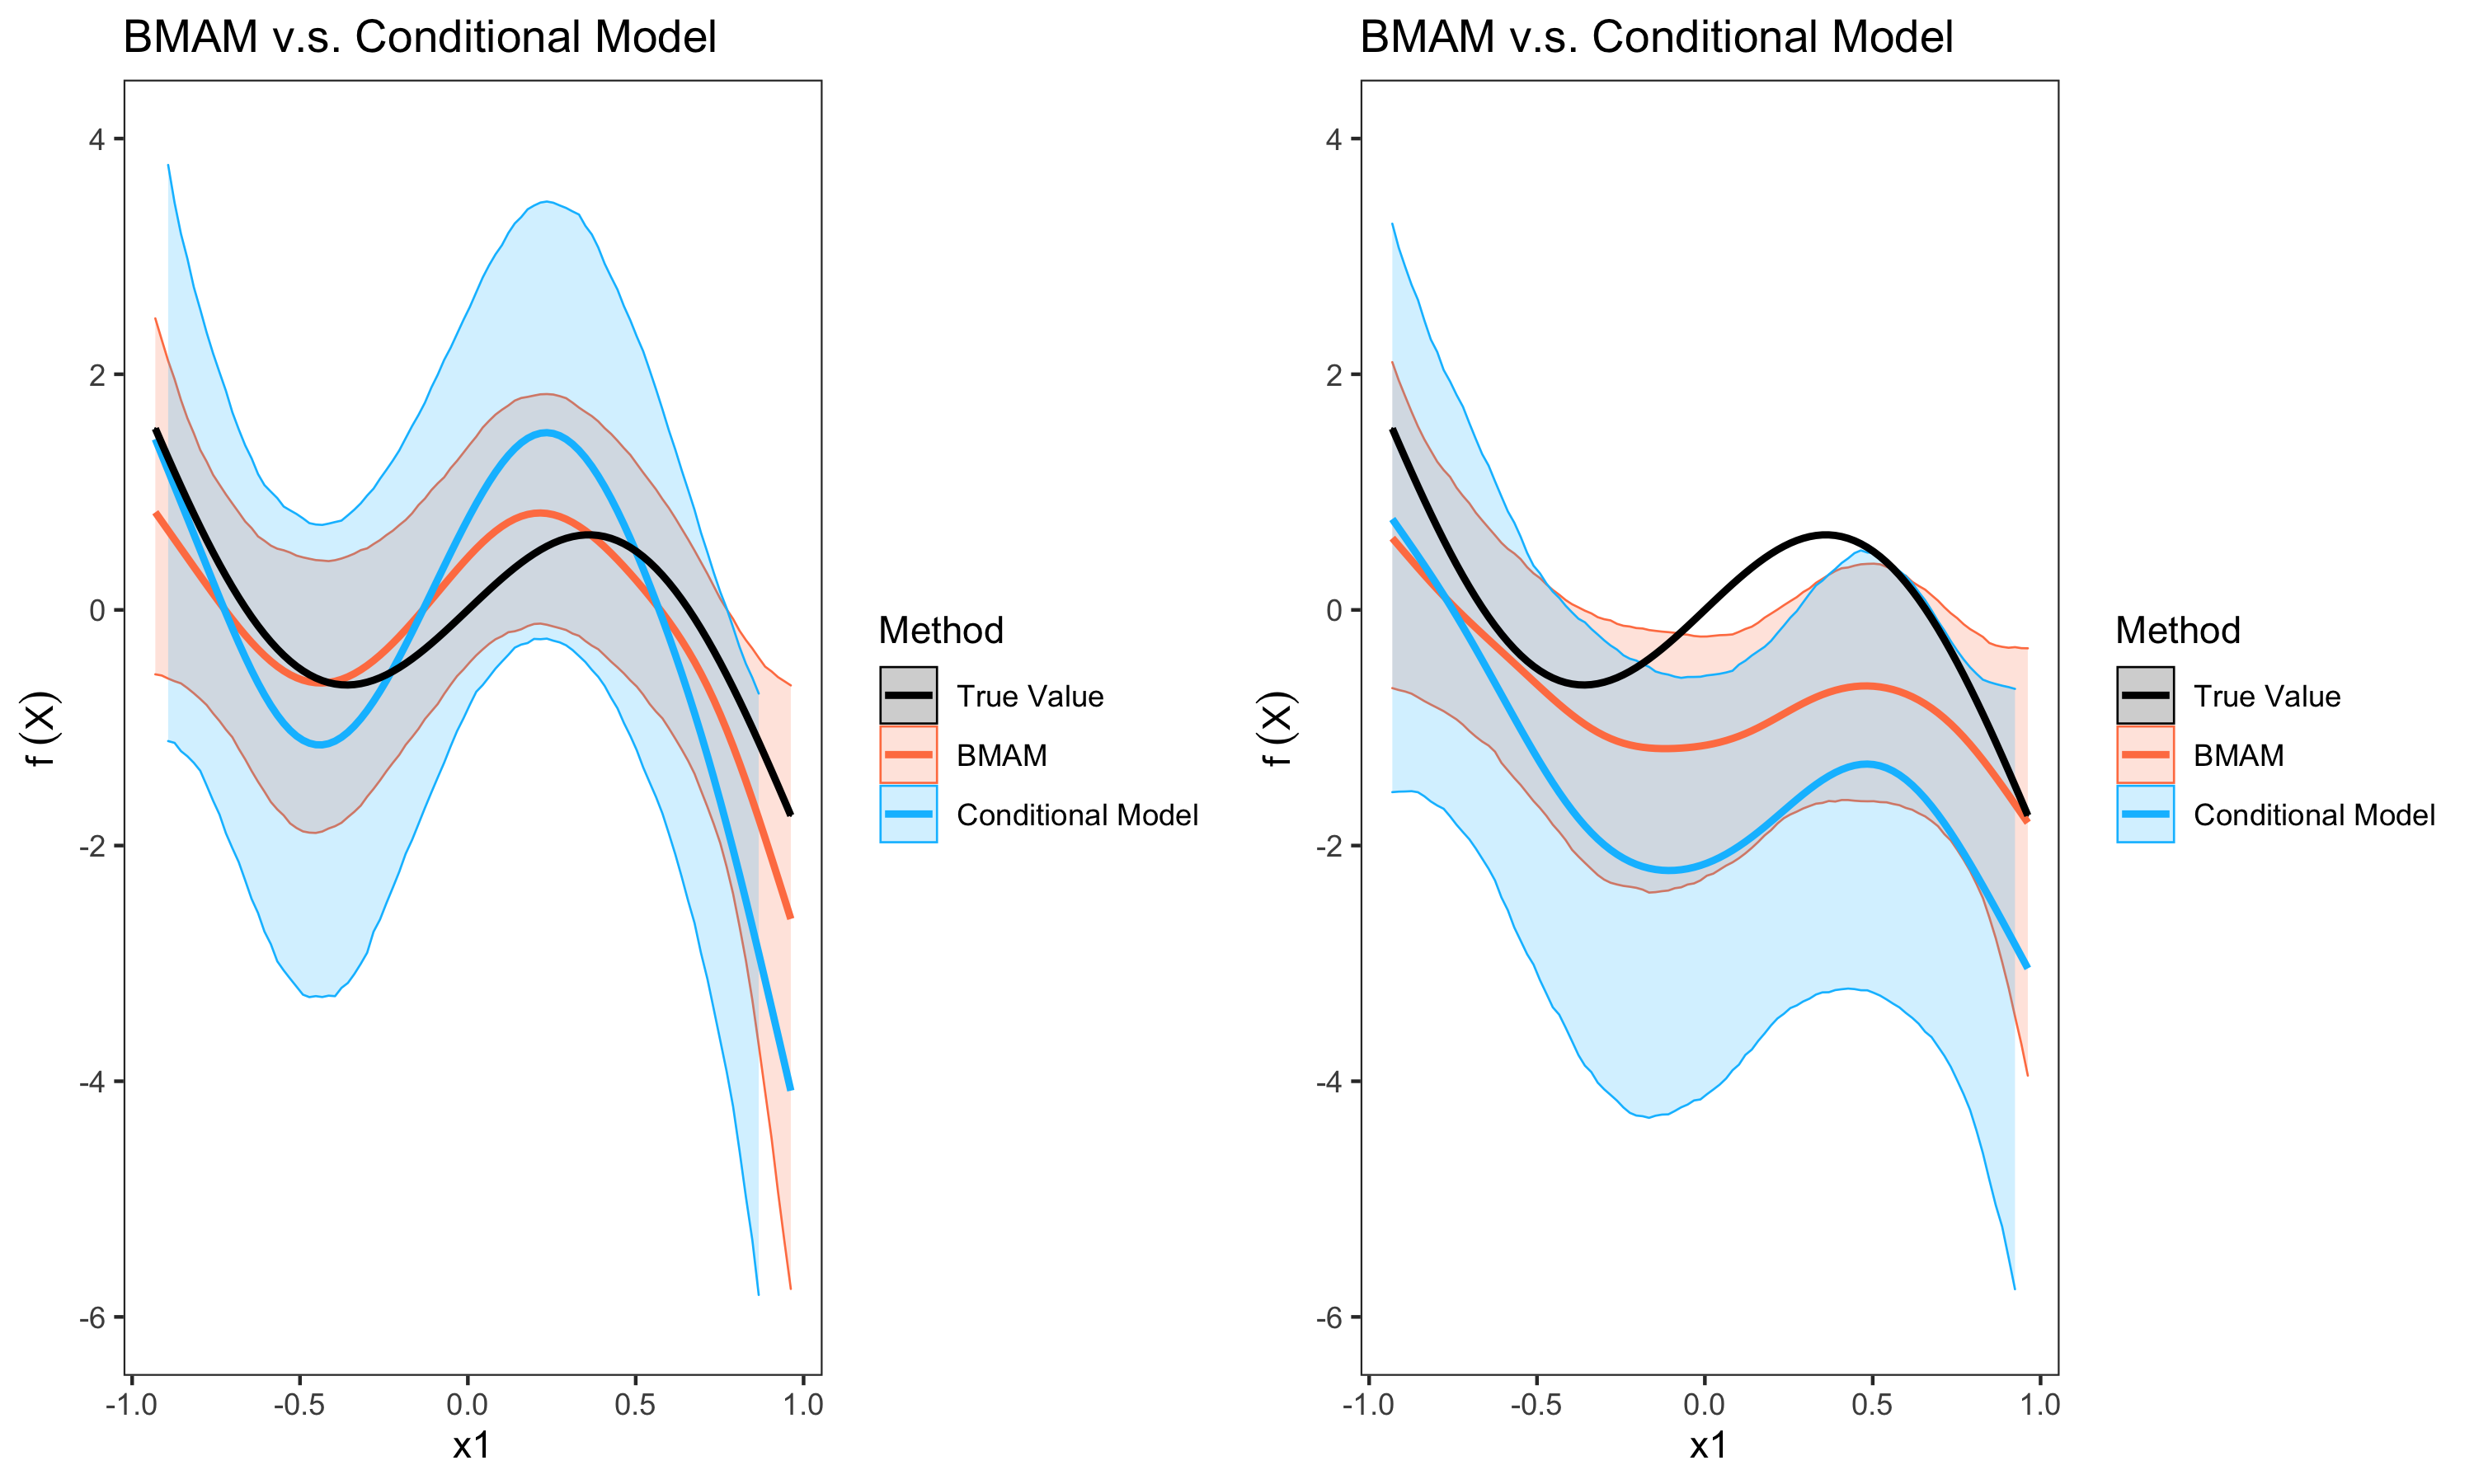 BMAM v.s. Conditional Model
4
2
0
-2
-4
-6
f (X)
-1.0 -0.5 0.0 0.5 1.0
x1
Method
True Value
BMAM
Conditional Model
BMAM v.s. Conditional Model
4
2
0
-2
-4
-6
f (X)
-1.0 -0.5 0.0 0.5 1.0
x1
Method
True Value
BMAM
Conditional Model